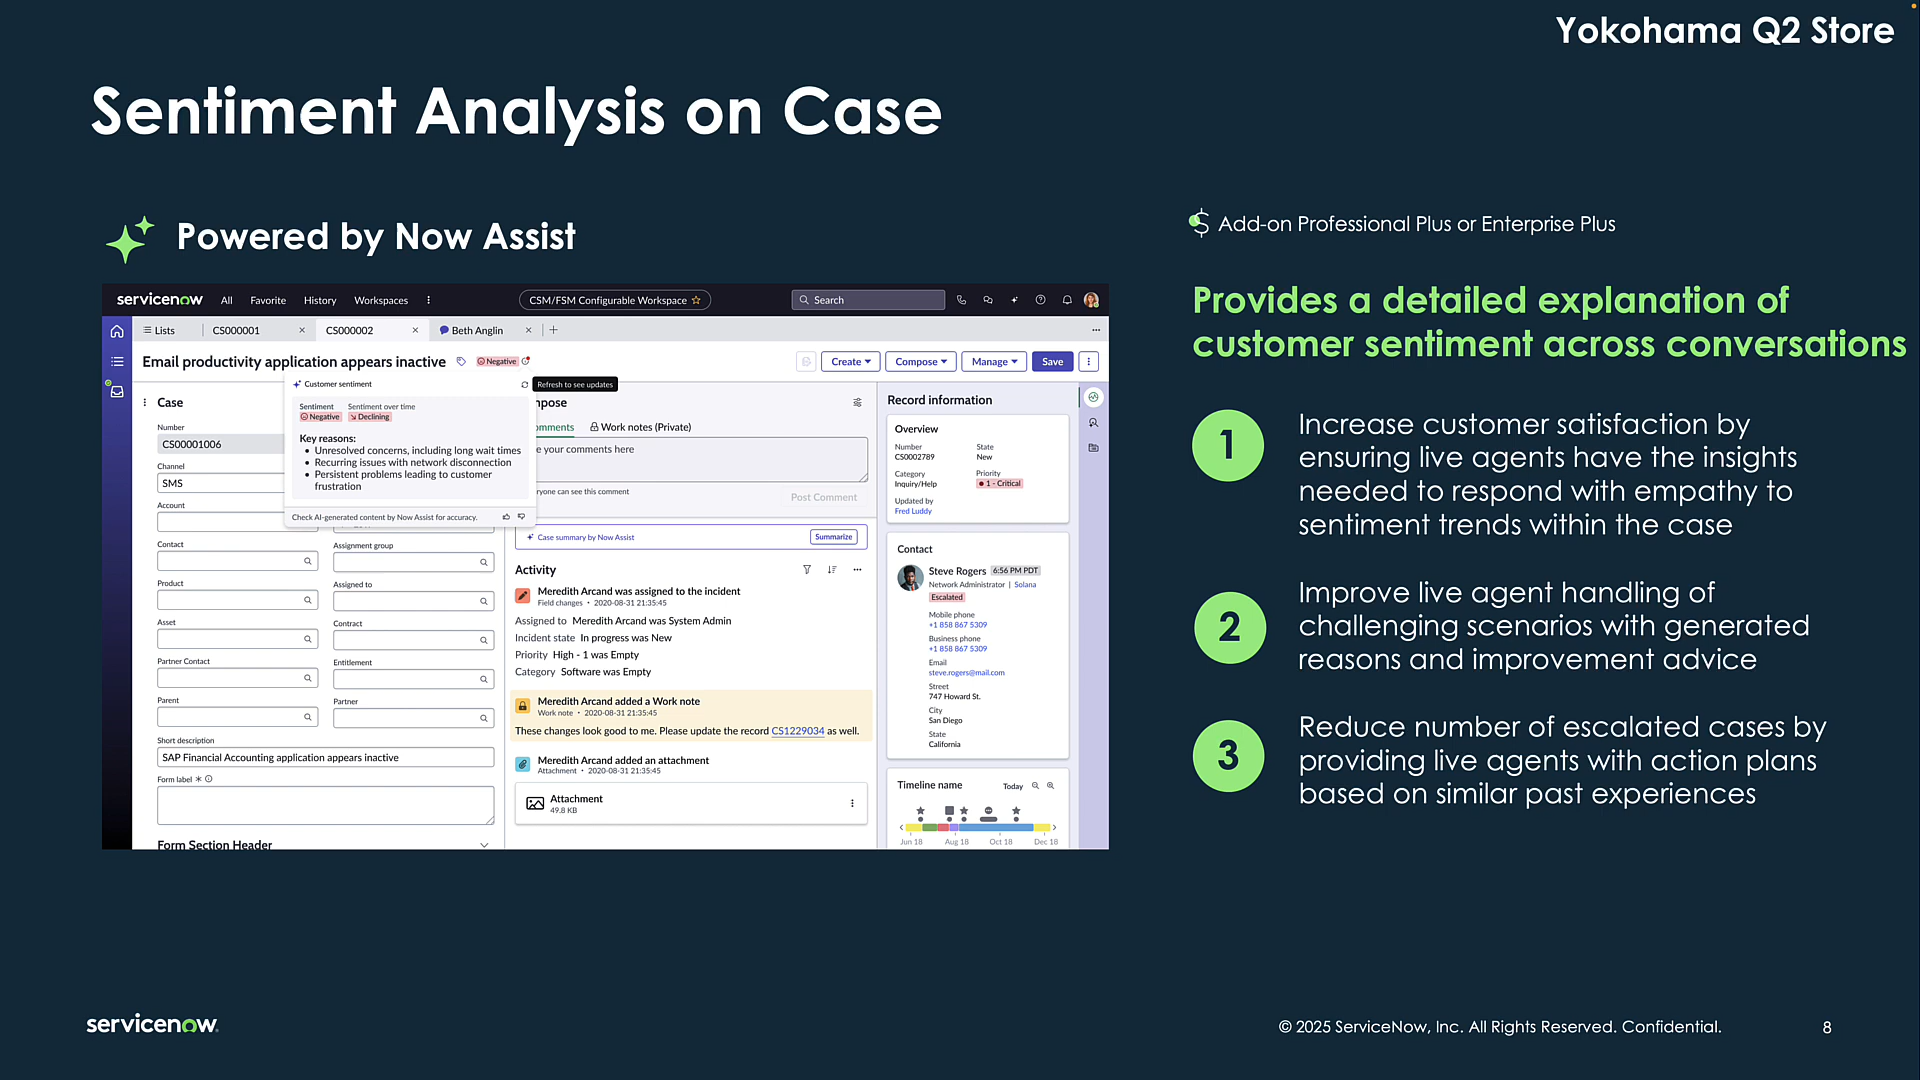 Yokohama Q2 Store
Sentiment Analysis on Case
Powered by Now Assist
servicenow All Favorite History Workspaces
CSM/FSM Configurable Workspace
Search
Lists
CS000001
CS000002
Beth Anglin
Email productivity application appears inactive
Negative
Create
Compose
Manage
Save
Customer sentiment
Refresh to see updates
Sentiment
Sentiment over time
Negative
Declining
Key reasons:
• Unresolved concerns, including long wait times
• Recurring issues with network disconnection
• Persistent problems leading to customer
frustration
Check AI-generated content by Now Assist for accuracy.
Case
Number
CS00001006
Channel
SMS
Account
Contact
Product
Asset
Partner Contact
Parent
Assignment group
Assigned to
Contract
Entitlement
Partner
Short description
SAP Financial Accounting application appears inactive
Form label *
Form Section Header
pose
mments
Work notes (Private)
e your comments here
ryone can see this comment
Post Comment
Case summary by Now Assist
Summarize
Activity
Meredith Arcand was assigned to the incident
Field changes • 2020-08-31 21:35:45
Assigned to Meredith Arcand was System Admin
Incident state In progress was New
Priority High - 1 was Empty
Category Software was Empty
Meredith Arcand added a Work note
Work note • 2020-08-31 21:35:45
These changes look good to me. Please update the record CS1229034 as well.
Meredith Arcand added an attachment
Attachment • 2020-08-31 21:35:45
Attachment
49.8 KB
Record information
Overview
Number
CS0002789
State
New
Category
Inquiry/Help
Priority
1 - Critical
Updated by
Fred Luddy
Contact
Steve Rogers 6:56 PM PDT
Network Administrator | Solana
Escalated
Mobile phone
+1 858 867 5309
Business phone
+1 858 867 5309
Email
steve.rogers@mail.com
Street
747 Howard St.
City
San Diego
State
California
Timeline name
Today
Jun 18 Aug 18 Oct 18 Dec 18
$ Add-on Professional Plus or Enterprise Plus
Provides a detailed explanation of
customer sentiment across conversations
1
Increase customer satisfaction by
ensuring live agents have the insights
needed to respond with empathy to
sentiment trends within the case
2
Improve live agent handling of
challenging scenarios with generated
reasons and improvement advice
3
Reduce number of escalated cases by
providing live agents with action plans
based on similar past experiences
servicenow
© 2025 ServiceNow, Inc. All Rights Reserved. Confidential.
8